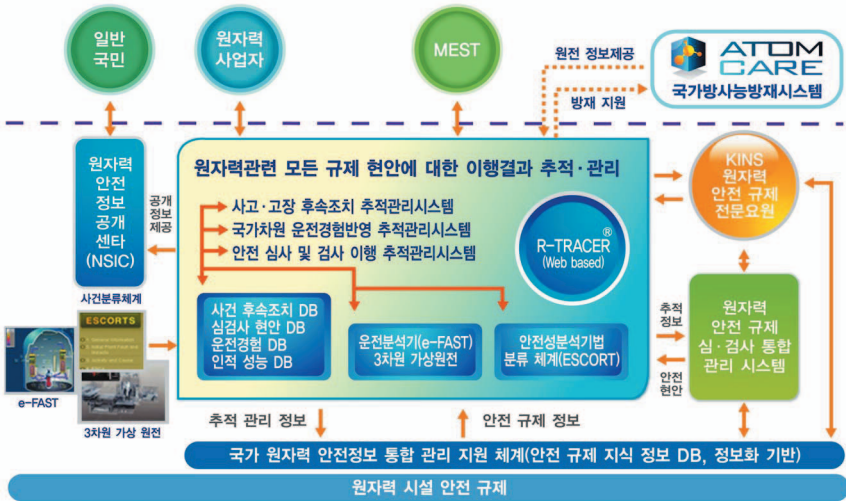 일반
국민
원자력
사업자
MEST
원전 정보제공
방재 지원
ATOM
CARE
국가방사능방재시스템
원자력
안전
정보
공개
센타
(NSIC)
공개
정보
제공
원자력관련 모든 규제 현안에 대한 이행결과 추적·관리
사고·고장 후속조치 추적관리시스템
국가차원 운전경험반영 추적관리시스템
안전 심사 및 검사 이행 추적관리시스템
R-TRACER®
(Web based)
KINS
원자력
안전 규제
전문요원
사건분류체계
ESCORTS
e-FAST
3차원 가상 원전
사건 후속조치 DB
심검사 현안 DB
운전경험 DB
인적 성능 DB
운전분석기(e-FAST)
3차원 가상원전
안전성분석기법
분류 체계(ESCORT)
추적
정보
안전
현안
원자력
안전 규제
심·검사 통합
관리 시스템
추적 관리 정보
안전 규제 정보
국가 원자력 안전정보 통합 관리 지원 체계(안전 규제 지식 정보 DB, 정보화 기반)
원자력 시설 안전 규제